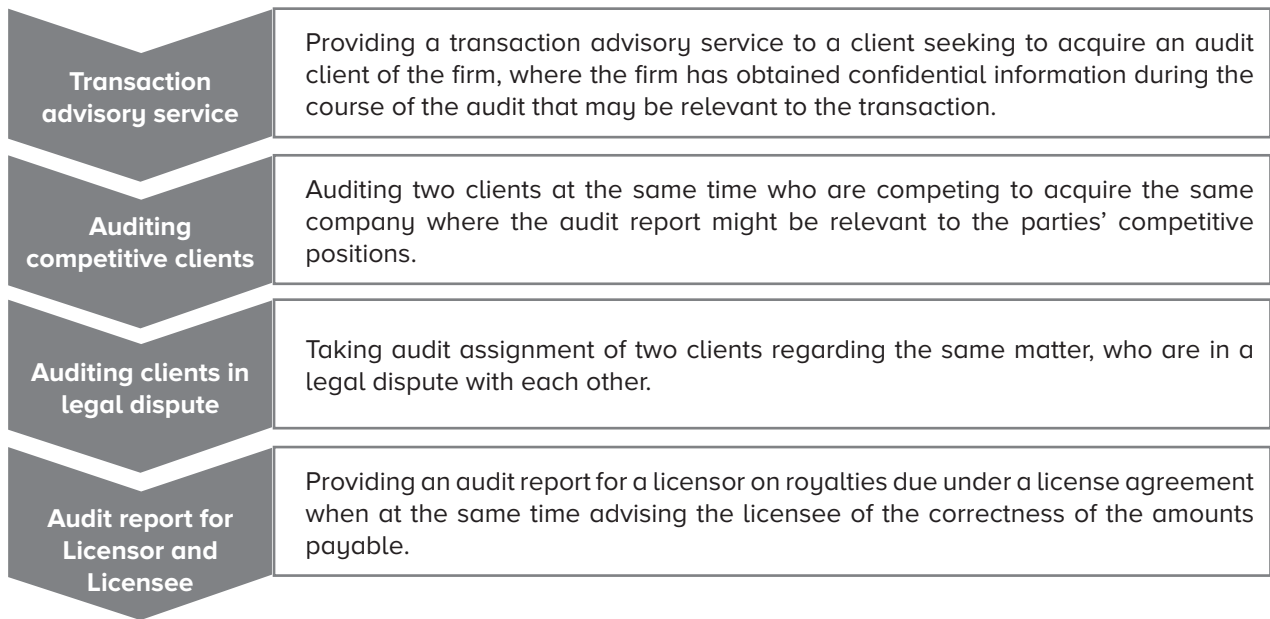 Transaction
advisory service
Providing a transaction advisory service to a client seeking to acquire an audit
client of the firm, where the firm has obtained confidential information during the
course of the audit that may be relevant to the transaction.
Auditing
competitive clients
Auditing two clients at the same time who are competing to acquire the same
company where the audit report might be relevant to the parties’ competitive
positions.
Auditing clients in
legal dispute
Taking audit assignment of two clients regarding the same matter, who are in a
legal dispute with each other.
Audit report for
Licensor and
Licensee
Providing an audit report for a licensor on royalties due under a license agreement
when at the same time advising the licensee of the correctness of the amounts
payable.